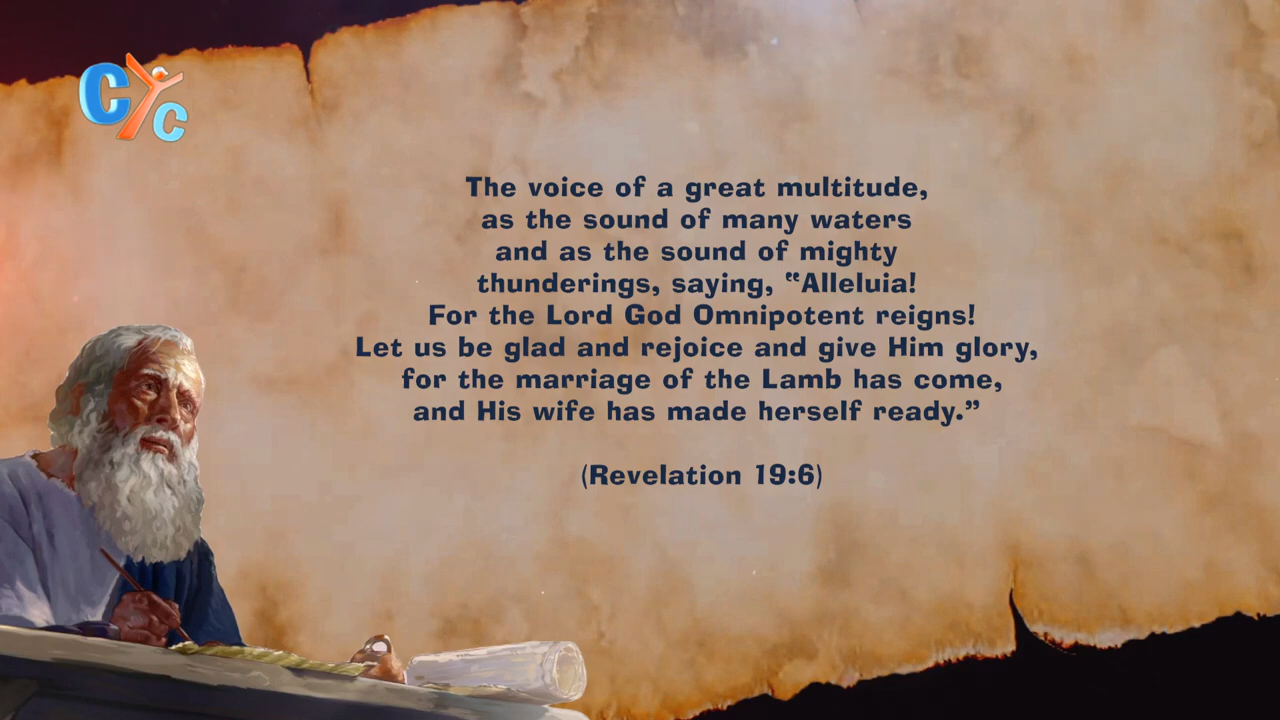 CYC
The voice of a great multitude,
as the sound of many waters
and as the sound of mighty
thunderings, saying, “Alleluia!
For the Lord God Omnipotent reigns!
Let us be glad and rejoice and give Him glory,
for the marriage of the Lamb has come,
and His wife has made herself ready.”
(Revelation 19:6)